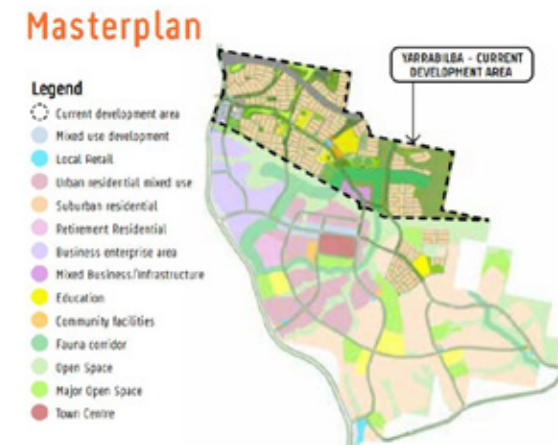 Masterplan
YARRABILBA - CURRENT
DEVELOPMENT AREA
Legend
Current development area
Mixed use development
Local Retail
Urban residential mixed use
Suburban residential
Retirement Residential
Business enterprise area
Mixed Business/Infrastructure
Education
Community facilities
Fauna corridor
Open Space
Major Open Space
Town Centre